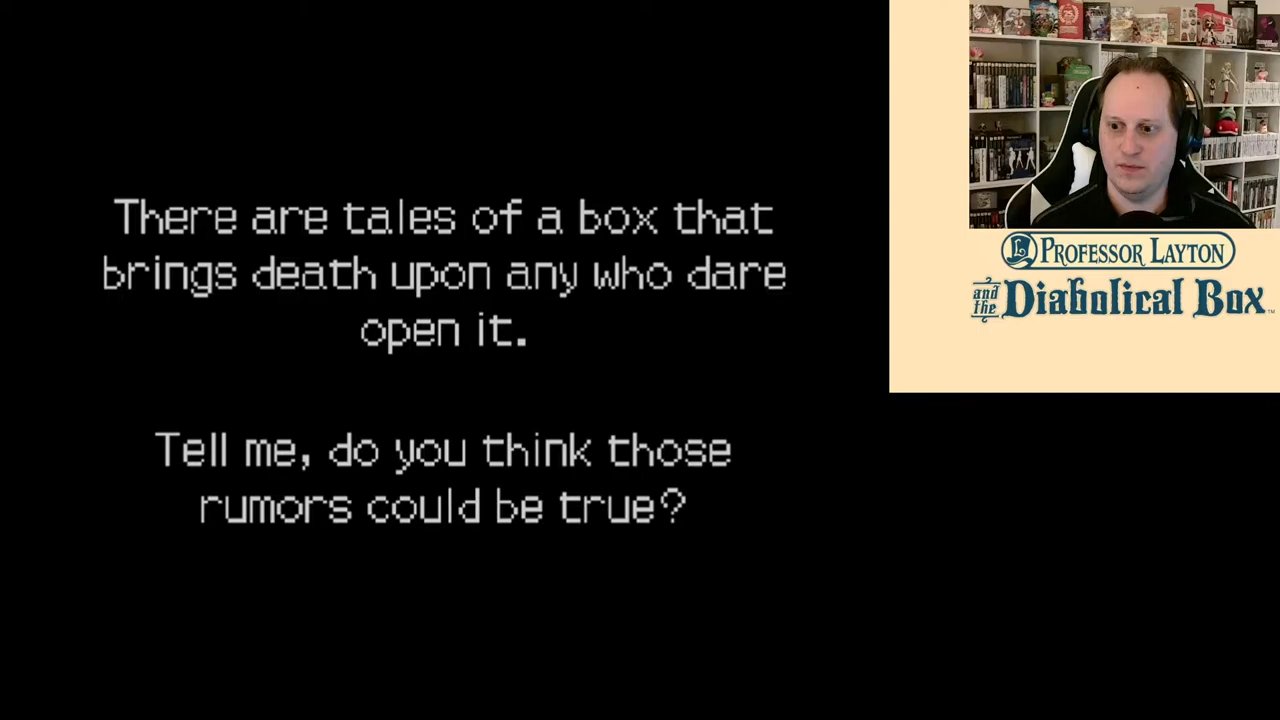 There are tales of a box that
brings death upon any who dare
open it.
Tell me, do you think those
rumors could be true?
PROFESSOR LAYTON
and the Diabolical Box™